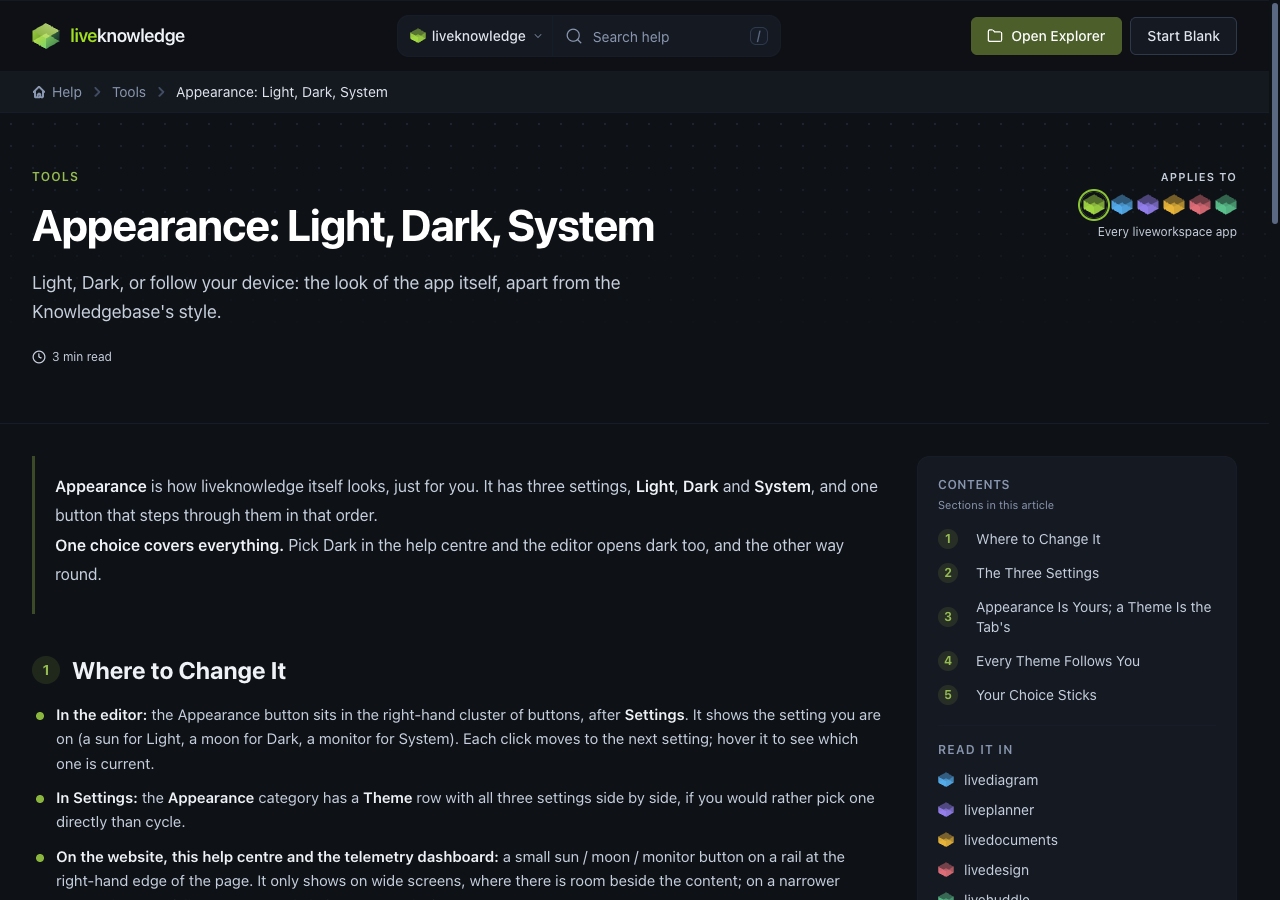 liveknowledge
liveknowledge
Search help
/
Open Explorer
Start Blank
Help
Tools
Appearance: Light, Dark, System
TOOLS
APPLIES TO
Appearance: Light, Dark, System
Every liveworkspace app
Light, Dark, or follow your device: the look of the app itself, apart from the
Knowledgebase's style.
3 min read
Appearance is how liveknowledge itself looks, just for you. It has three settings, Light, Dark and System, and one
button that steps through them in that order.
One choice covers everything. Pick Dark in the help centre and the editor opens dark too, and the other way
round.
1 Where to Change It
In the editor: the Appearance button sits in the right-hand cluster of buttons, after Settings. It shows the setting you are
on (a sun for Light, a moon for Dark, a monitor for System). Each click moves to the next setting; hover it to see which
one is current.
In Settings: the Appearance category has a Theme row with all three settings side by side, if you would rather pick one
directly than cycle.
On the website, this help centre and the telemetry dashboard: a small sun / moon / monitor button on a rail at the
right-hand edge of the page. It only shows on wide screens, where there is room beside the content; on a narrower
CONTENTS
Sections in this article
1 Where to Change It
2 The Three Settings
3 Appearance Is Yours; a Theme Is the
Tab's
4 Every Theme Follows You
5 Your Choice Sticks
READ IT IN
livediagram
liveplanner
livedocuments
livedesign
livehuddle